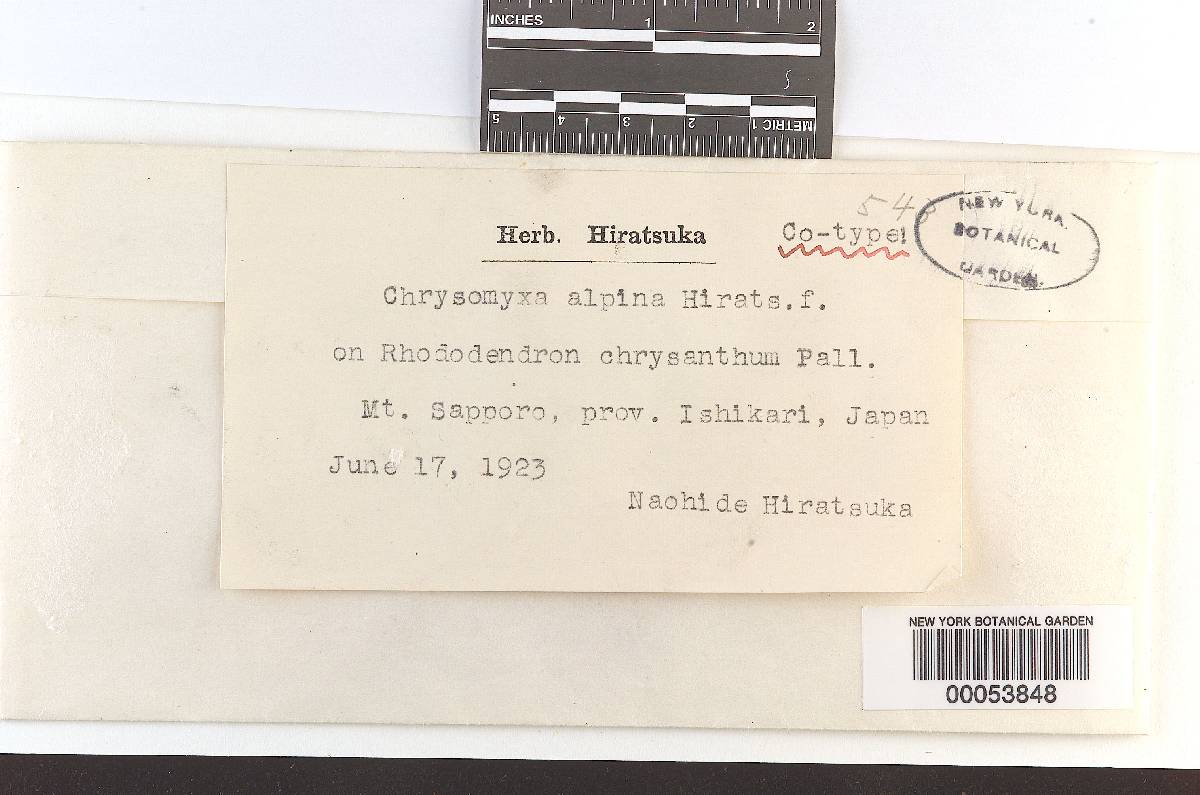 INCHES 1 2
5 4 3 2 1 METRIC
Herb. Hiratsuka
Co-type!
NEW YORK
BOTANICAL
GARDEN.
Chrysomyxa alpina Hirats.f.
on Rhododendron chrysanthum Pall.
Mt. Sapporo, prov. Ishikari, Japan
June 17, 1923
Naohide Hiratsuka
NEW YORK BOTANICAL GARDEN
00053848